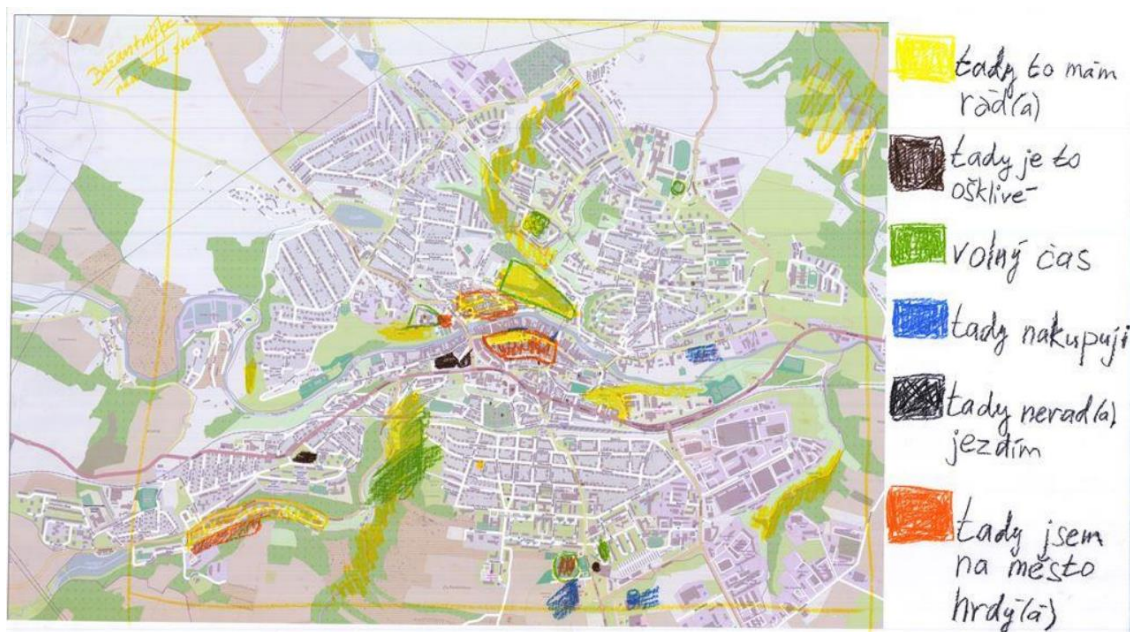 tady to mám
rád(a)
tady je to
ošklivé
volný čas
tady nakupuji
tady nerad(a)
jezdím
tady jsem
na město
hrdý(á)